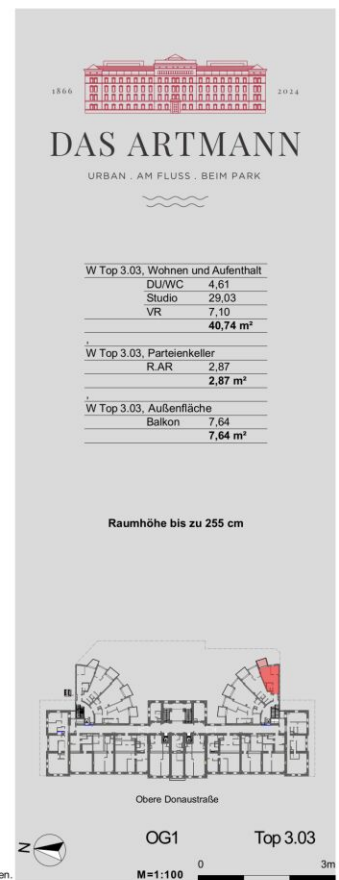 1866 2024
DAS ARTMANN
URBAN . AM FLUSS . BEIM PARK
W Top 3.03, Wohnen und Aufenthalt
DU/WC 4,61
Studio 29,03
VR 7,10
40,74 m²
,
W Top 3.03, Parteienkeller
R.AR 2,87
2,87 m²
,
W Top 3.03, Außenfläche
Balkon 7,64
7,64 m²
Raumhöhe bis zu 255 cm
Obere Donaustraße
N OG1 Top 3.03
en. M=1:100 0 3m